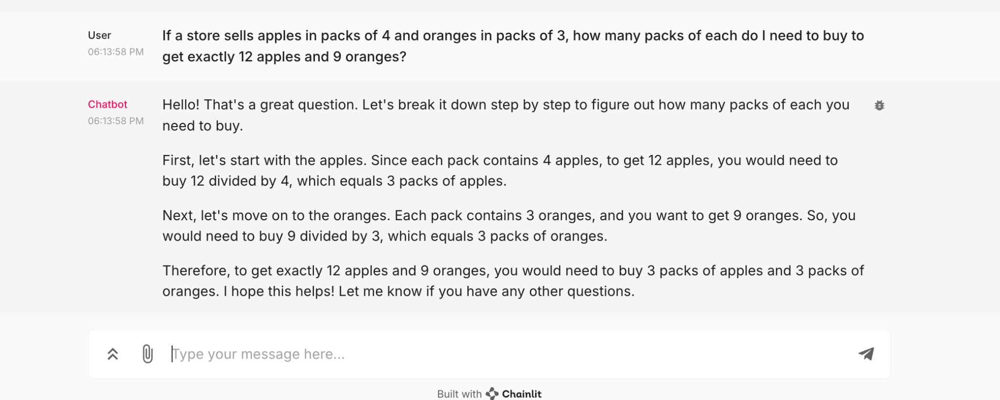 User
06:13:58 PM
If a store sells apples in packs of 4 and oranges in packs of 3, how many packs of each do I need to buy to
get exactly 12 apples and 9 oranges?
Chatbot
06:13:58 PM
Hello! That's a great question. Let's break it down step by step to figure out how many packs of each you
need to buy.
First, let's start with the apples. Since each pack contains 4 apples, to get 12 apples, you would need to
buy 12 divided by 4, which equals 3 packs of apples.
Next, let's move on to the oranges. Each pack contains 3 oranges, and you want to get 9 oranges. So, you
would need to buy 9 divided by 3, which equals 3 packs of oranges.
Therefore, to get exactly 12 apples and 9 oranges, you would need to buy 3 packs of apples and 3 packs of
oranges. I hope this helps! Let me know if you have any other questions.
Type your message here...
Built with Chainlit